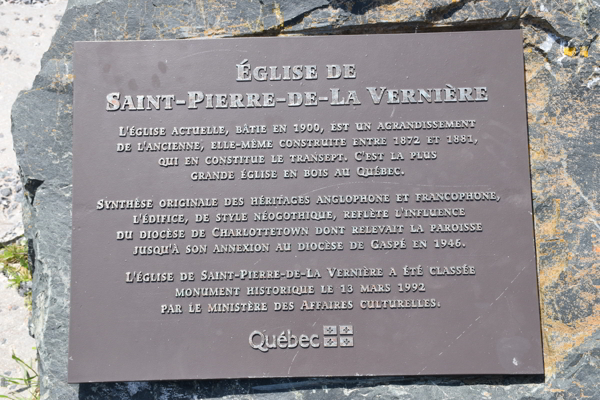 ÉGLISE DE
SAINT-PIERRE-DE-LA VERNIÈRE
L'ÉGLISE ACTUELLE, BÂTIE EN 1900, EST UN AGRANDISSEMENT
DE L'ANCIENNE, ELLE-MÊME CONSTRUITE ENTRE 1872 ET 1881,
QUI EN CONSTITUE LE TRANSEPT. C'EST LA PLUS
GRANDE ÉGLISE EN BOIS AU QUÉBEC.
SYNTHÈSE ORIGINALE DES HÉRITAGES ANGLOPHONE ET FRANCOPHONE,
L'ÉDIFICE, DE STYLE NÉOGOTHIQUE, REFLÈTE L'INFLUENCE
DU DIOCÈSE DE CHARLOTTETOWN DONT RELEVAIT LA PAROISSE
JUSQU'À SON ANNEXION AU DIOCÈSE DE GASPÉ EN 1946.
L'ÉGLISE DE SAINT-PIERRE-DE-LA VERNIÈRE A ÉTÉ CLASSÉE
MONUMENT HISTORIQUE LE 13 MARS 1992
PAR LE MINISTÈRE DES AFFAIRES CULTURELLES.
Québec